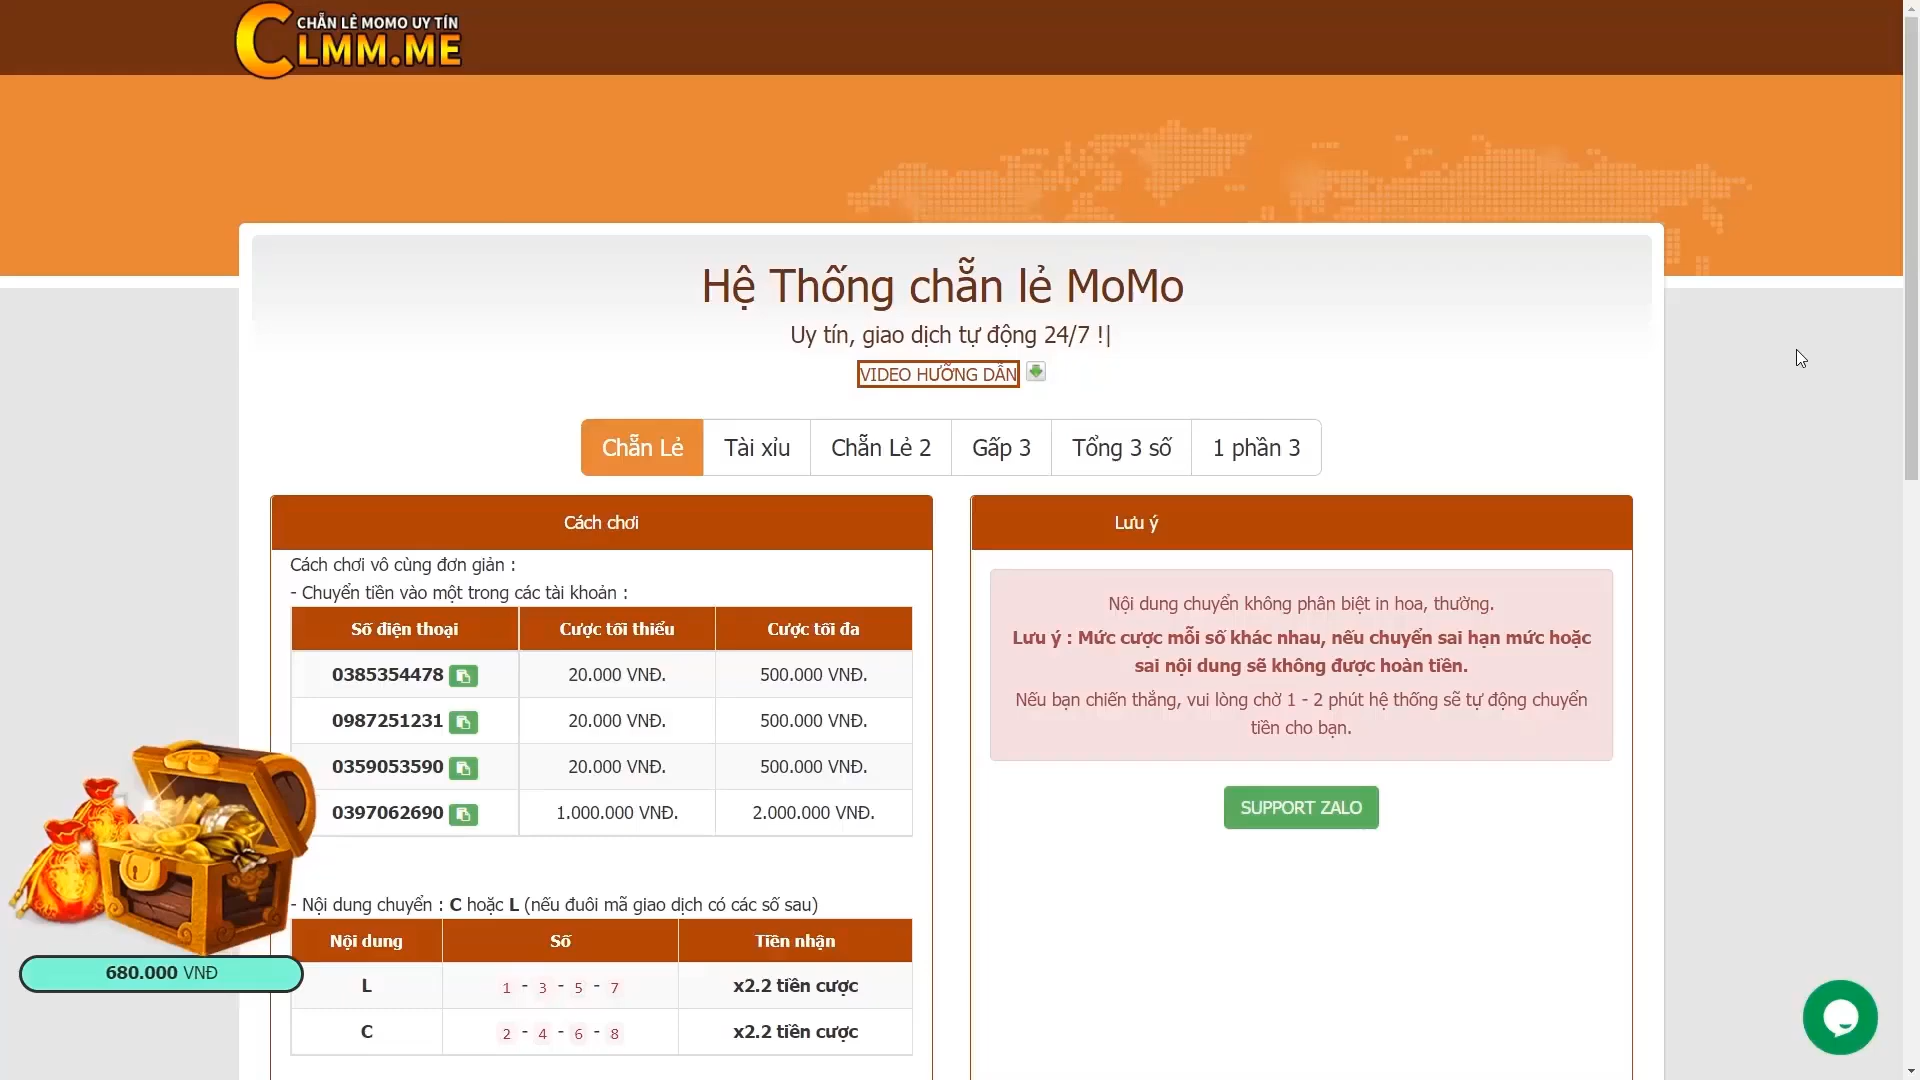 CHẴN LẺ MOMO UY TÍN
CLMM.ME
Hệ Thống chẵn lẻ MoMo
Uy tín, giao dịch tự động 24/7 !|
VIDEO HƯỠNG DẪN
Chẵn Lẻ
Tài xỉu
Chẵn Lẻ 2
Gấp 3
Tổng 3 số
1 phần 3
Cách chơi
Cách chơi vô cùng đơn giản :
- Chuyển tiền vào một trong các tài khoản :
Số điện thoại Cược tối thiểu Cược tối đa
0385354478 20.000 VNĐ. 500.000 VNĐ.
0987251231 20.000 VNĐ. 500.000 VNĐ.
0359053590 20.000 VNĐ. 500.000 VNĐ.
0397062690 1.000.000 VNĐ. 2.000.000 VNĐ.
- Nội dung chuyển : C hoặc L (nếu đuôi mã giao dịch có các số sau)
Nội dung Số Tiền nhận
L 1 - 3 - 5 - 7 x2.2 tiền cược
C 2 - 4 - 6 - 8 x2.2 tiền cược
Lưu ý
Nội dung chuyển không phân biệt in hoa, thường.
Lưu ý : Mức cược mỗi số khác nhau, nếu chuyển sai hạn mức hoặc
sai nội dung sẽ không được hoàn tiền.
Nếu bạn chiến thắng, vui lòng chờ 1 - 2 phút hệ thống sẽ tự động chuyển
tiền cho bạn.
SUPPORT ZALO
680.000 VNĐ